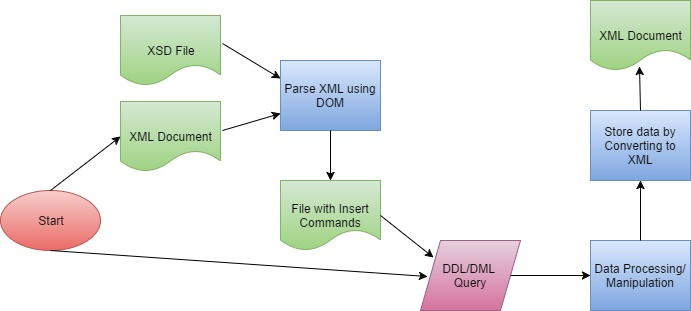 XSD File
XML Document
Parse XML using
DOM
XML Document
Start
File with Insert
Commands
DDL/DML
Query
Data Processing/
Manipulation
Store data by
Converting to
XML